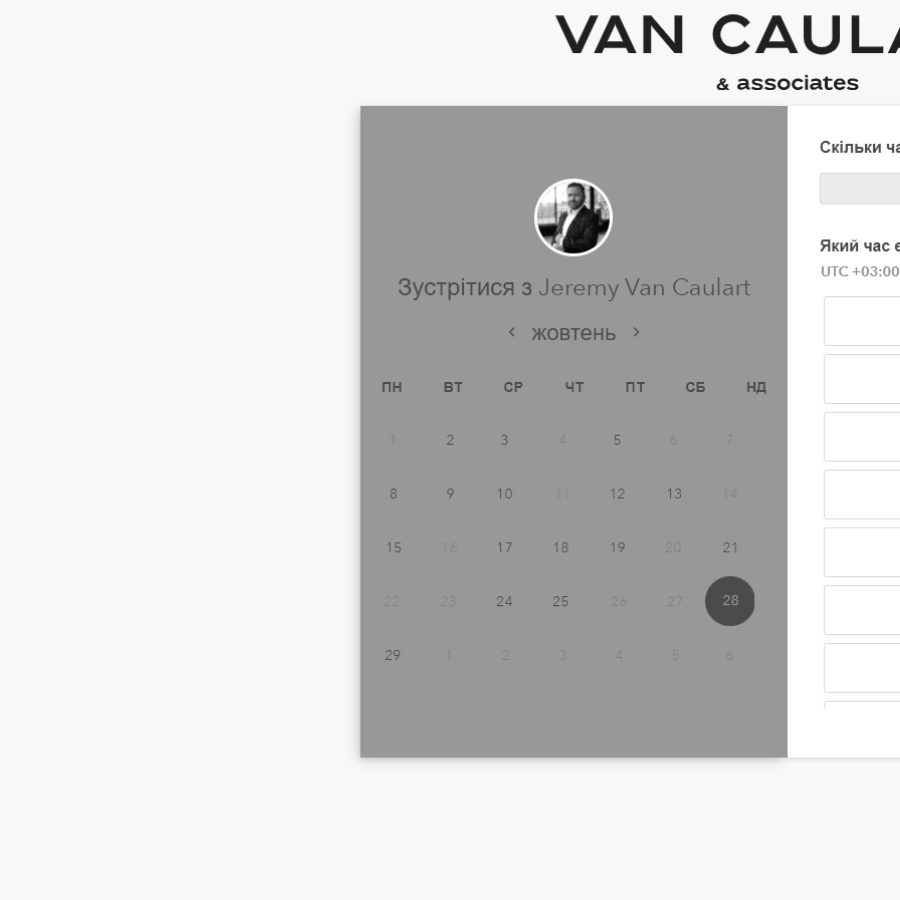 VAN CAULA
& associates
Скільки ча
Зустрітися з Jeremy Van Caulart
Який час є
UTC +03:00
жовтень
ПН ВТ СР ЧТ ПТ СБ НД
1 2 3 4 5 6 7
8 9 10 11 12 13 14
15 16 17 18 19 20 21
22 23 24 25 26 27 28
29 1 2 3 4 5 6